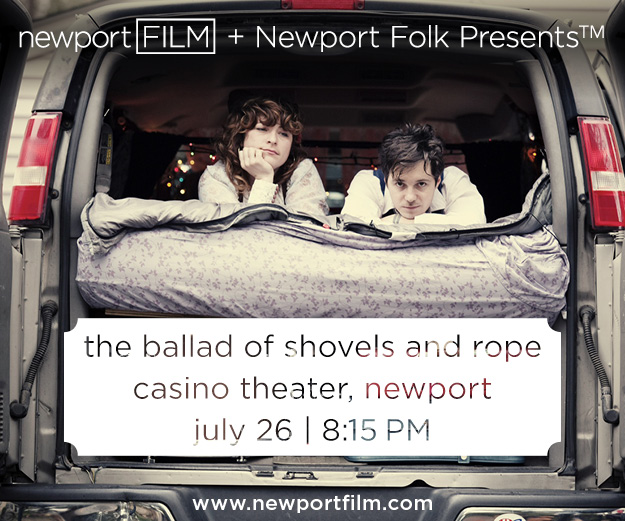 newport FILM + Newport Folk Presents™
the ballad of shovels and rope
casino theater, newport
july 26 | 8:15 PM
www.newportfilm.com